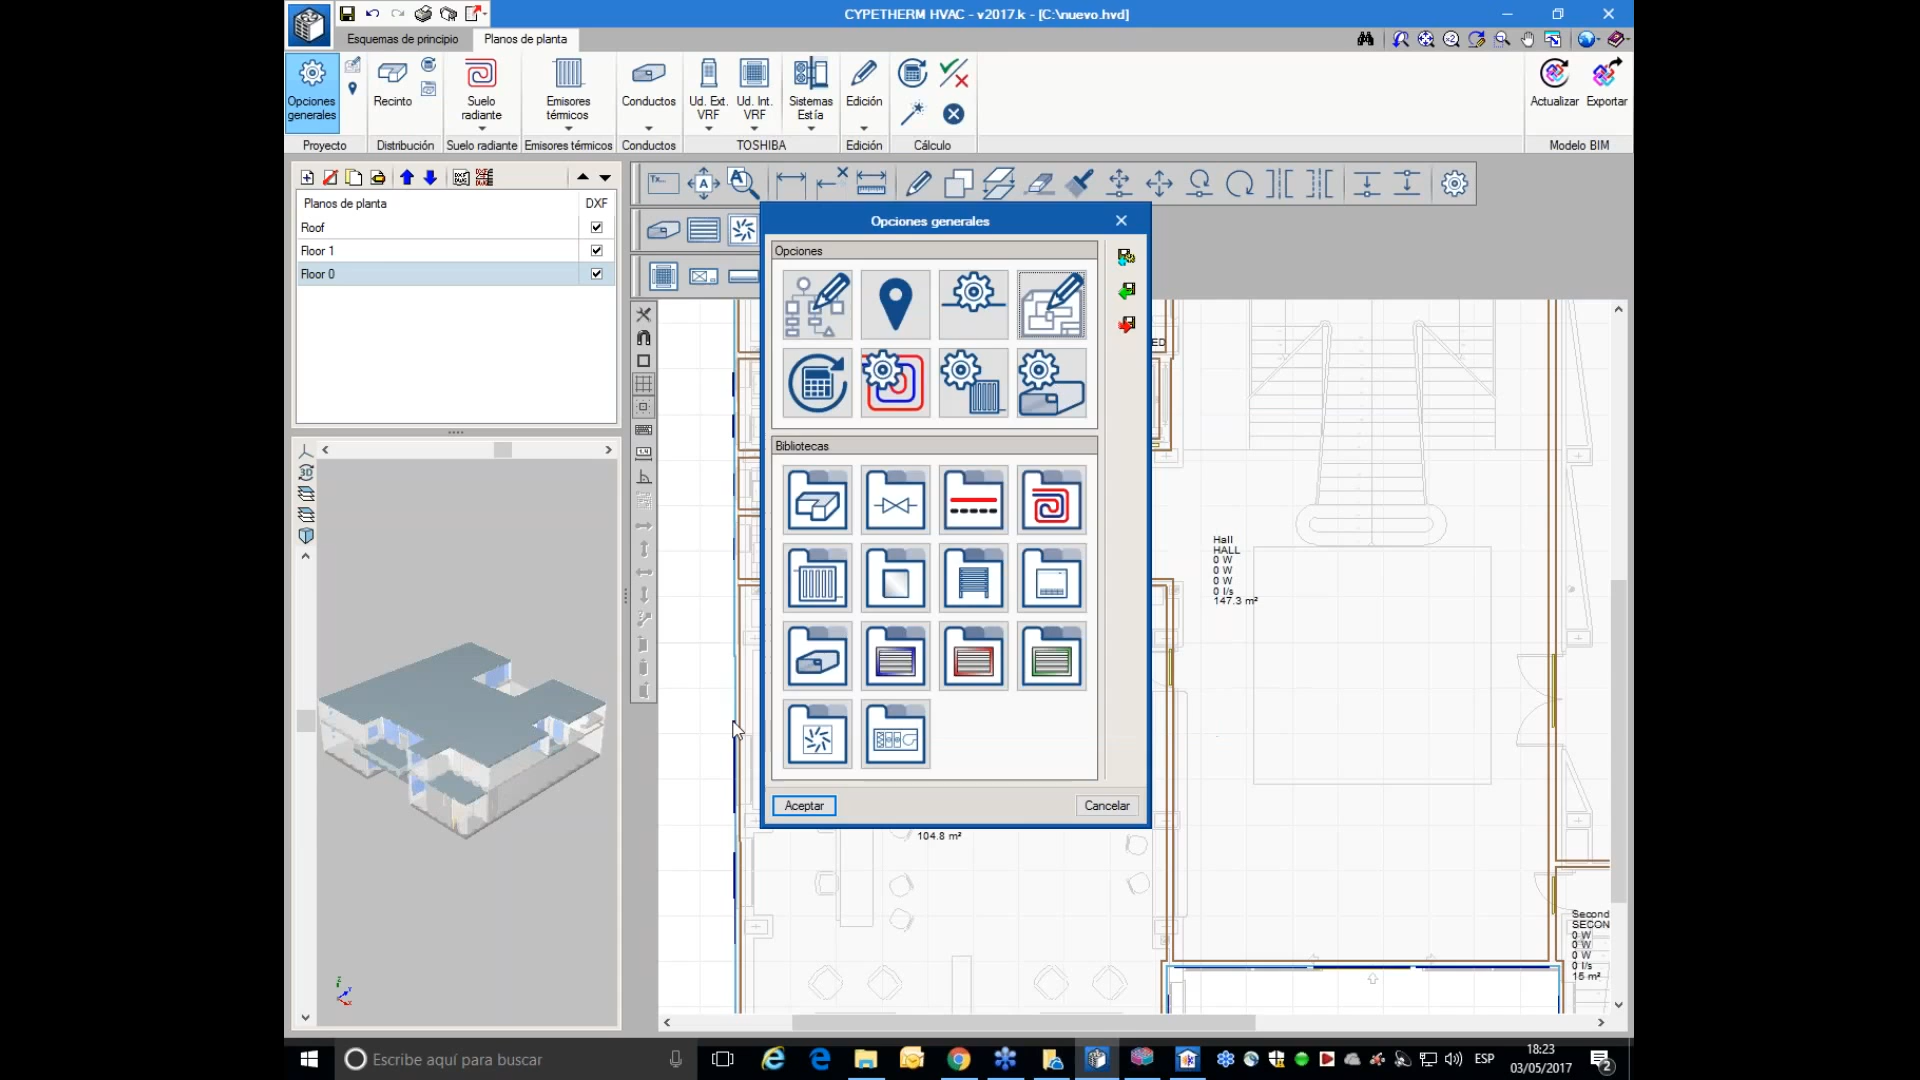 CYPETHERM HVAC - v2017.k - [C:\nuevo.hvd]
Esquemas de principio
Planos de planta
Opciones
generales
Recinto
Suelo
radiante
Emisores
térmicos
Conductos
Ud. Ext.
VRF
Ud. Int.
VRF
Sistemas
Estía
Edición
Actualizar
Exportar
Proyecto
Distribución
Suelo radiante
Emisores térmicos
Conductos
TOSHIBA
Edición
Cálculo
Modelo BIM
Planos de planta
DXF
Roof
Floor 1
Floor 0
3D
Opciones generales
Opciones
Bibliotecas
Aceptar
Cancelar
ED
Hall
HALL
0 W
0 W
0 W
0 l/s
147.3 m²
104.8 m²
Second
SECON
0 W
0 W
0 W
0 l/s
15 m²
Escribe aquí para buscar
ESP
18:23
03/05/2017
2